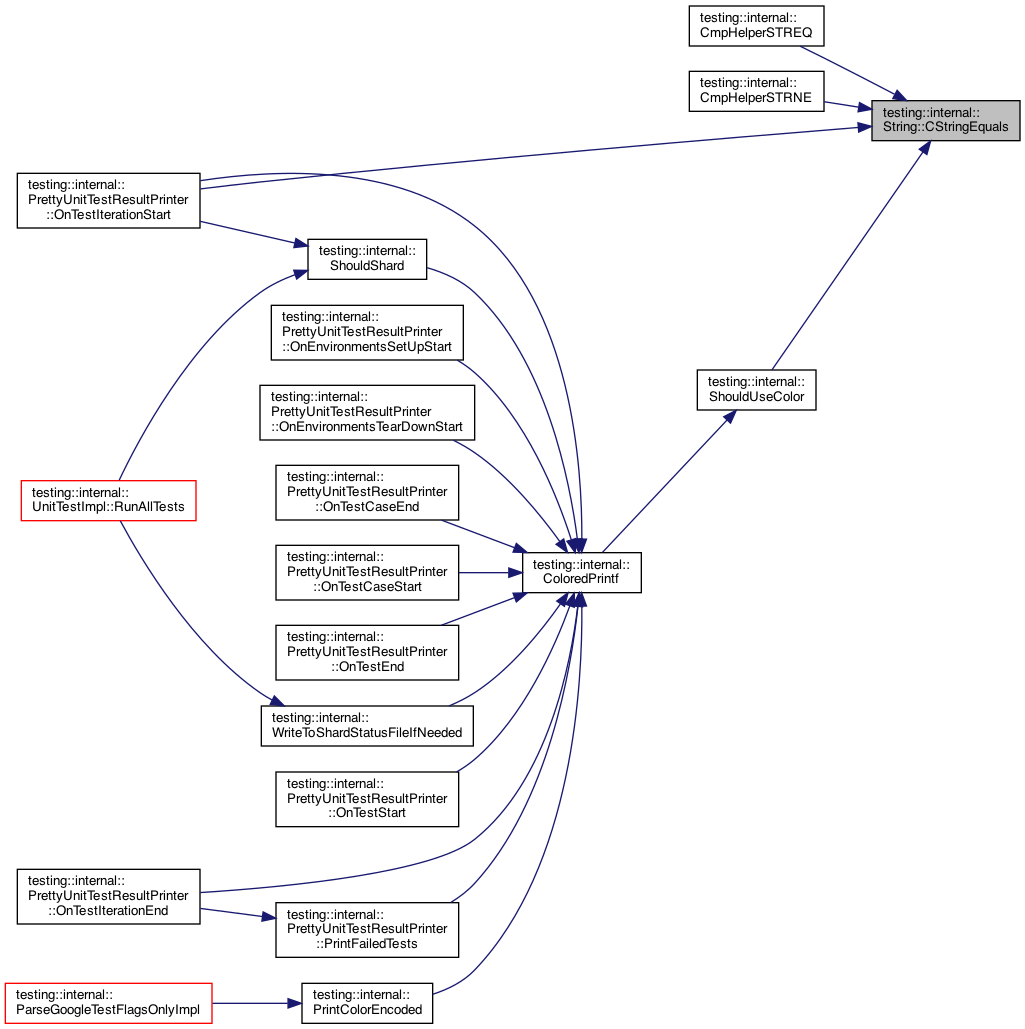 testing::internal::
CmpHelperSTREQ
testing::internal::
CmpHelperSTRNE
testing::internal::
String::CStringEquals
testing::internal::
PrettyUnitTestResultPrinter
::OnTestIterationStart
testing::internal::
ShouldShard
testing::internal::
PrettyUnitTestResultPrinter
::OnEnvironmentsSetUpStart
testing::internal::
ShouldUseColor
testing::internal::
PrettyUnitTestResultPrinter
::OnEnvironmentsTearDownStart
testing::internal::
PrettyUnitTestResultPrinter
::OnTestCaseEnd
testing::internal::
UnitTestImpl::RunAllTests
testing::internal::
PrettyUnitTestResultPrinter
::OnTestCaseStart
testing::internal::
ColoredPrintf
testing::internal::
PrettyUnitTestResultPrinter
::OnTestEnd
testing::internal::
WriteToShardStatusFileIfNeeded
testing::internal::
PrettyUnitTestResultPrinter
::OnTestStart
testing::internal::
PrettyUnitTestResultPrinter
::OnTestIterationEnd
testing::internal::
PrettyUnitTestResultPrinter
::PrintFailedTests
testing::internal::
ParseGoogleTestFlagsOnlyImpl
testing::internal::
PrintColorEncoded